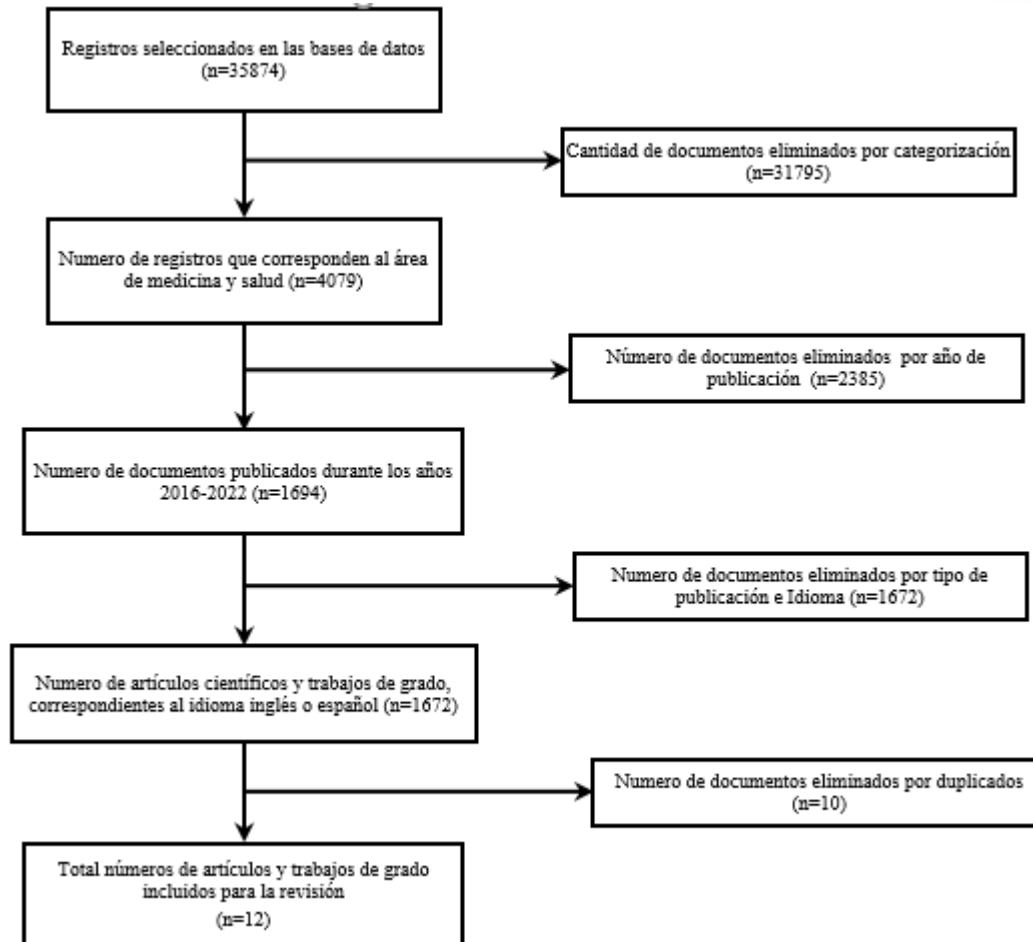 Registros seleccionados en las bases de datos
(n=35874)
Cantidad de documentos eliminados por categorización
(n=31795)
Numero de registros que corresponden al área
de medicina y salud (n=4079)
Número de documentos eliminados por año de
publicación (n=2385)
Numero de documentos publicados durante los años
2016-2022 (n=1694)
Numero de documentos eliminados por tipo de
publicación e Idioma (n=1672)
Numero de artículos científicos y trabajos de grado,
correspondientes al idioma inglés o español (n=1672)
Numero de documentos eliminados por duplicados
(n=10)
Total números de artículos y trabajos de grado
incluidos para la revisión
(n=12)